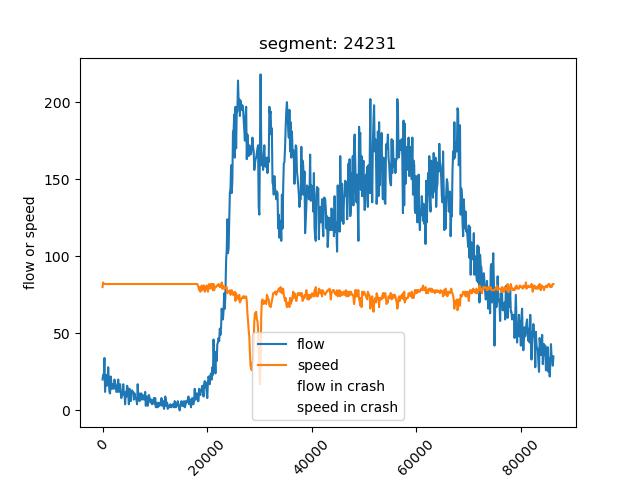 segment: 24231
flow or speed
200
150
100
50
0
flow
speed
flow in crash
speed in crash
0
20000
40000
60000
80000